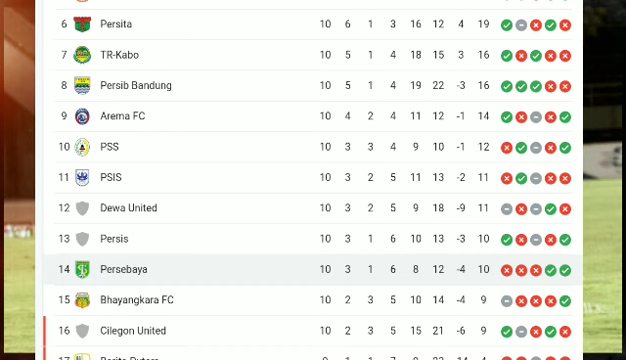 6 Persita 10 6 1 3 16 12 4 19
7 TR-Kabo 10 5 1 4 18 15 3 16
8 Persib Bandung 10 5 1 4 19 22 -3 16
9 Arema FC 10 4 2 4 11 12 -1 14
10 PSS 10 3 3 4 9 10 -1 12
11 PSIS 10 3 2 5 11 13 -2 11
12 Dewa United 10 3 2 5 9 18 -9 11
13 Persis 10 3 1 6 10 13 -3 10
14 Persebaya 10 3 1 6 8 12 -4 10
15 Bhayangkara FC 10 2 3 5 10 14 -4 9
16 Cilegon United 10 2 3 5 15 21 -6 9